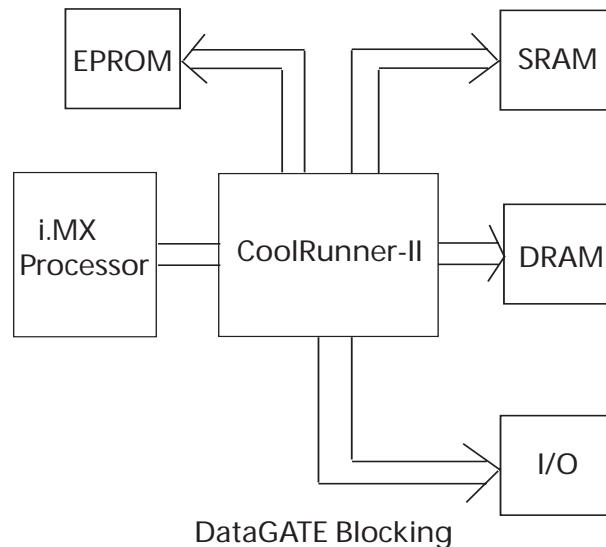 EPROM
SRAM
i.MX
Processor
CoolRunner-II
DRAM
I/O
DataGATE Blocking